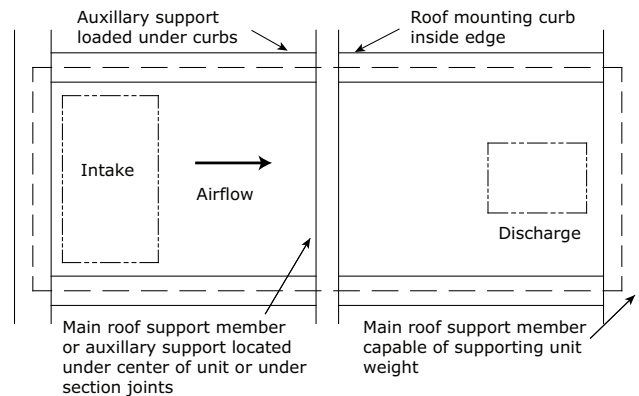 Auxillary support
loaded under curbs
Roof mounting curb
inside edge
Intake
Airflow
Discharge
Main roof support member
or auxillary support located
under center of unit or under
section joints
Main roof support member
capable of supporting unit
weight